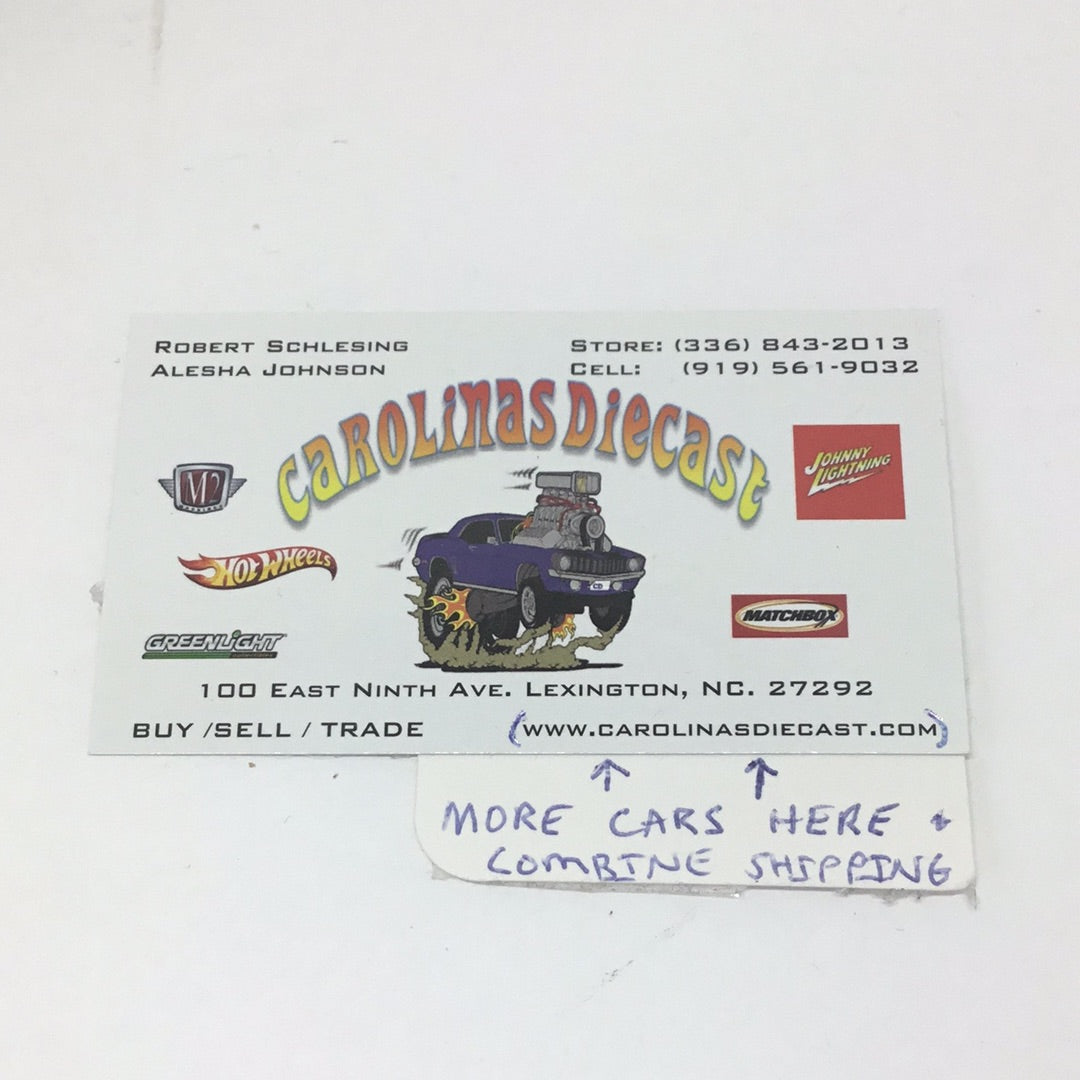 ROBERT SCHLESING
ALESHA JOHNSON
STORE: (336) 843-2013
CELL: (919) 561-9032
CAROLINAS DIECAST
M2
JOHNNY LIGHTNING
HOT WHEELS
CD
MATCHBOX
GREENLIGHT
100 EAST NINTH AVE. LEXINGTON, NC. 27292
BUY /SELL / TRADE
(WWW.CAROLINASDIECAST.COM)
↑ ↑
MORE CARS HERE +
COMBINE SHIPPING